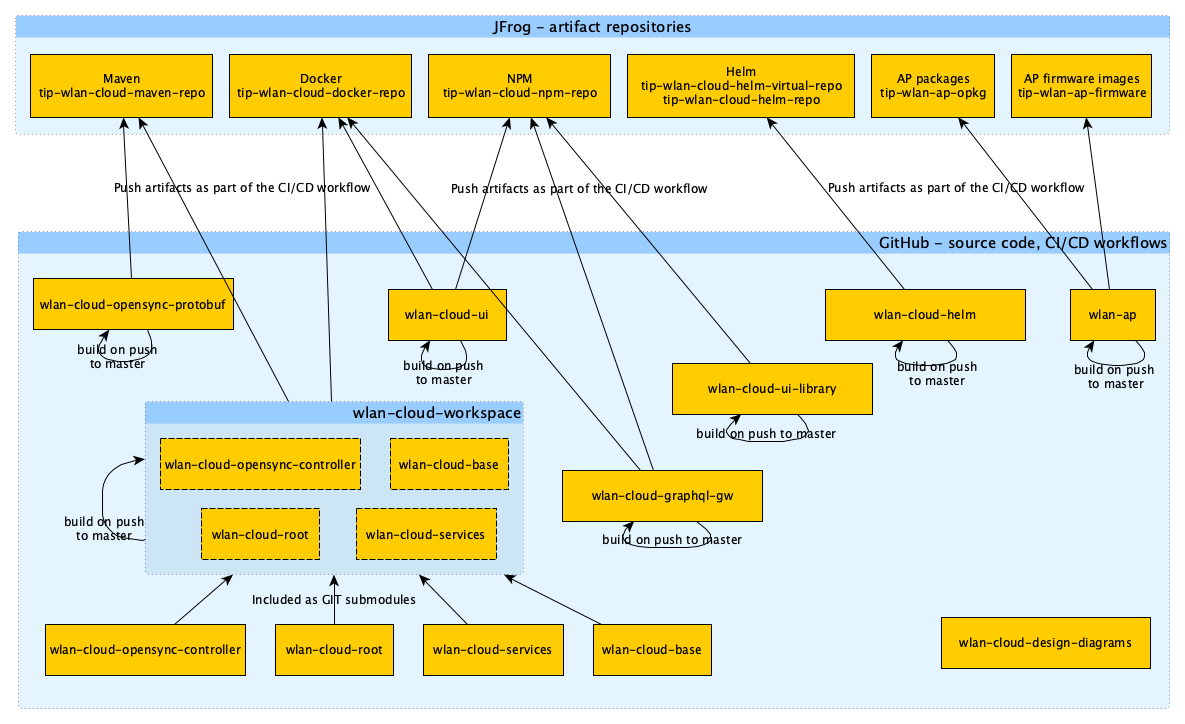 JFrog – artifact repositories
Maven
tip-wlan-cloud-maven-repo
Docker
tip-wlan-cloud-docker-repo
NPM
tip-wlan-cloud-npm-repo
Helm
tip-wlan-cloud-helm-virtual-repo
tip-wlan-cloud-helm-repo
AP packages
tip-wlan-ap-opkg
AP firmware images
tip-wlan-ap-firmware
Push artifacts as part of the CI/CD workflow
Push artifacts as part of the CI/CD workflow
Push artifacts as part of the CI/CD workflow
GitHub – source code, CI/CD workflows
wlan-cloud-opensync-protobuf
build on push
to master
wlan-cloud-ui
build on push
to master
wlan-cloud-helm
build on push
to master
wlan-ap
build on push
to master
wlan-cloud-ui-library
build on push to master
wlan-cloud-workspace
wlan-cloud-opensync-controller
wlan-cloud-base
wlan-cloud-root
wlan-cloud-services
build on push
to master
wlan-cloud-graphql-gw
build on push to master
Included as GIT submodules
wlan-cloud-opensync-controller
wlan-cloud-root
wlan-cloud-services
wlan-cloud-base
wlan-cloud-design-diagrams